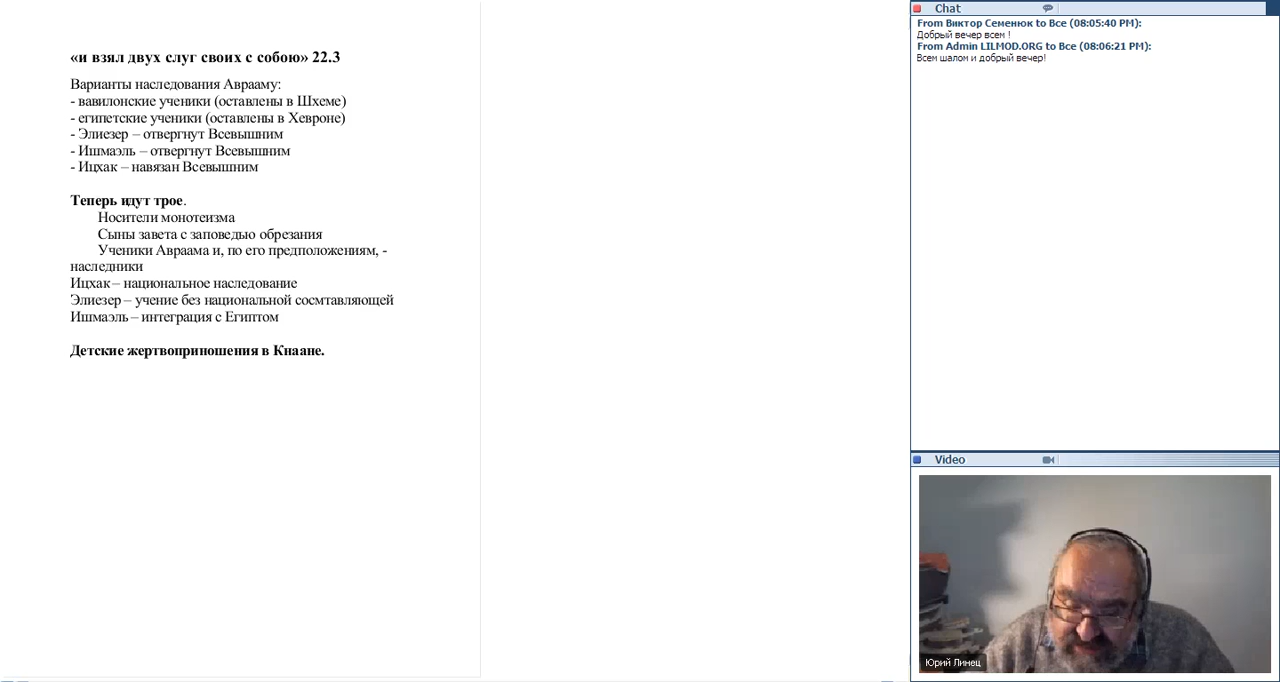 «и взял двух слуг своих с собою» 22.3
Варианты наследования Аврааму:
- вавилонские ученики (оставлены в Шхеме)
- египетские ученики (оставлены в Хевроне)
- Элиезер – отвергнут Всевышним
- Ишмаэль – отвергнут Всевышним
- Ицхак – навязан Всевышним
Теперь идут трое.
Носители монотеизма
Сыны завета с заповедью обрезания
Ученики Авраама и, по его предположениям, -
наследники
Ицхак – национальное наследование
Элиезер – учение без национальной сосмтавляющей
Ишмаэль – интеграция с Египтом
Детские жертвоприношения в Кнаане.
Chat
From Виктор Семенюк to Все (08:05:40 PM):
Добрый вечер всем !
From Admin LILMOD.ORG to Все (08:06:21 PM):
Всем шалом и добрый вечер!
Video
Юрий Линец